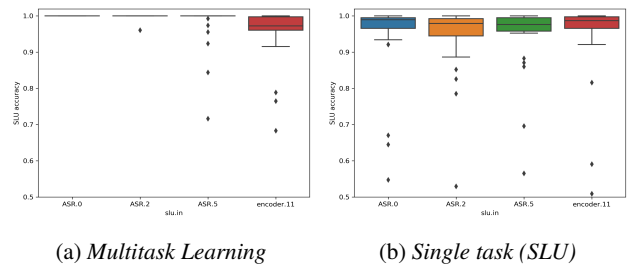 1.0
0.9
0.8
0.7
0.6
0.5
SLU accuracy
ASR.0 ASR.2 ASR.5 encoder.11
slu.in
(a) Multitask Learning
1.0
0.9
0.8
0.7
0.6
0.5
SLU accuracy
ASR.0 ASR.2 ASR.5 encoder.11
slu.in
(b) Single task (SLU)